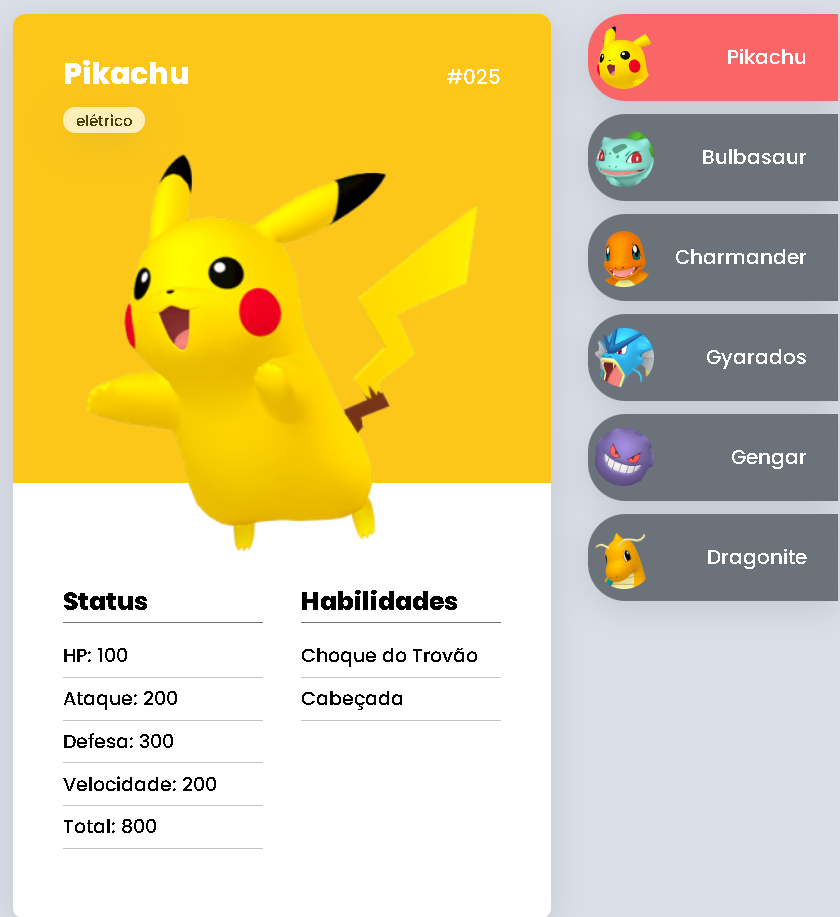 Pikachu
#025
elétrico
Status
HP: 100
Ataque: 200
Defesa: 300
Velocidade: 200
Total: 800
Habilidades
Choque do Trovão
Cabeçada
Pikachu
Bulbasaur
Charmander
Gyarados
Gengar
Dragonite